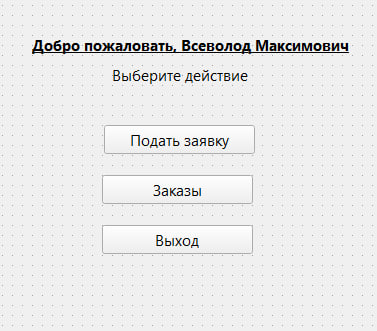 Добро пожаловать, Всеволод Максимович
Выберите действие
Подать заявку
Заказы
Выход